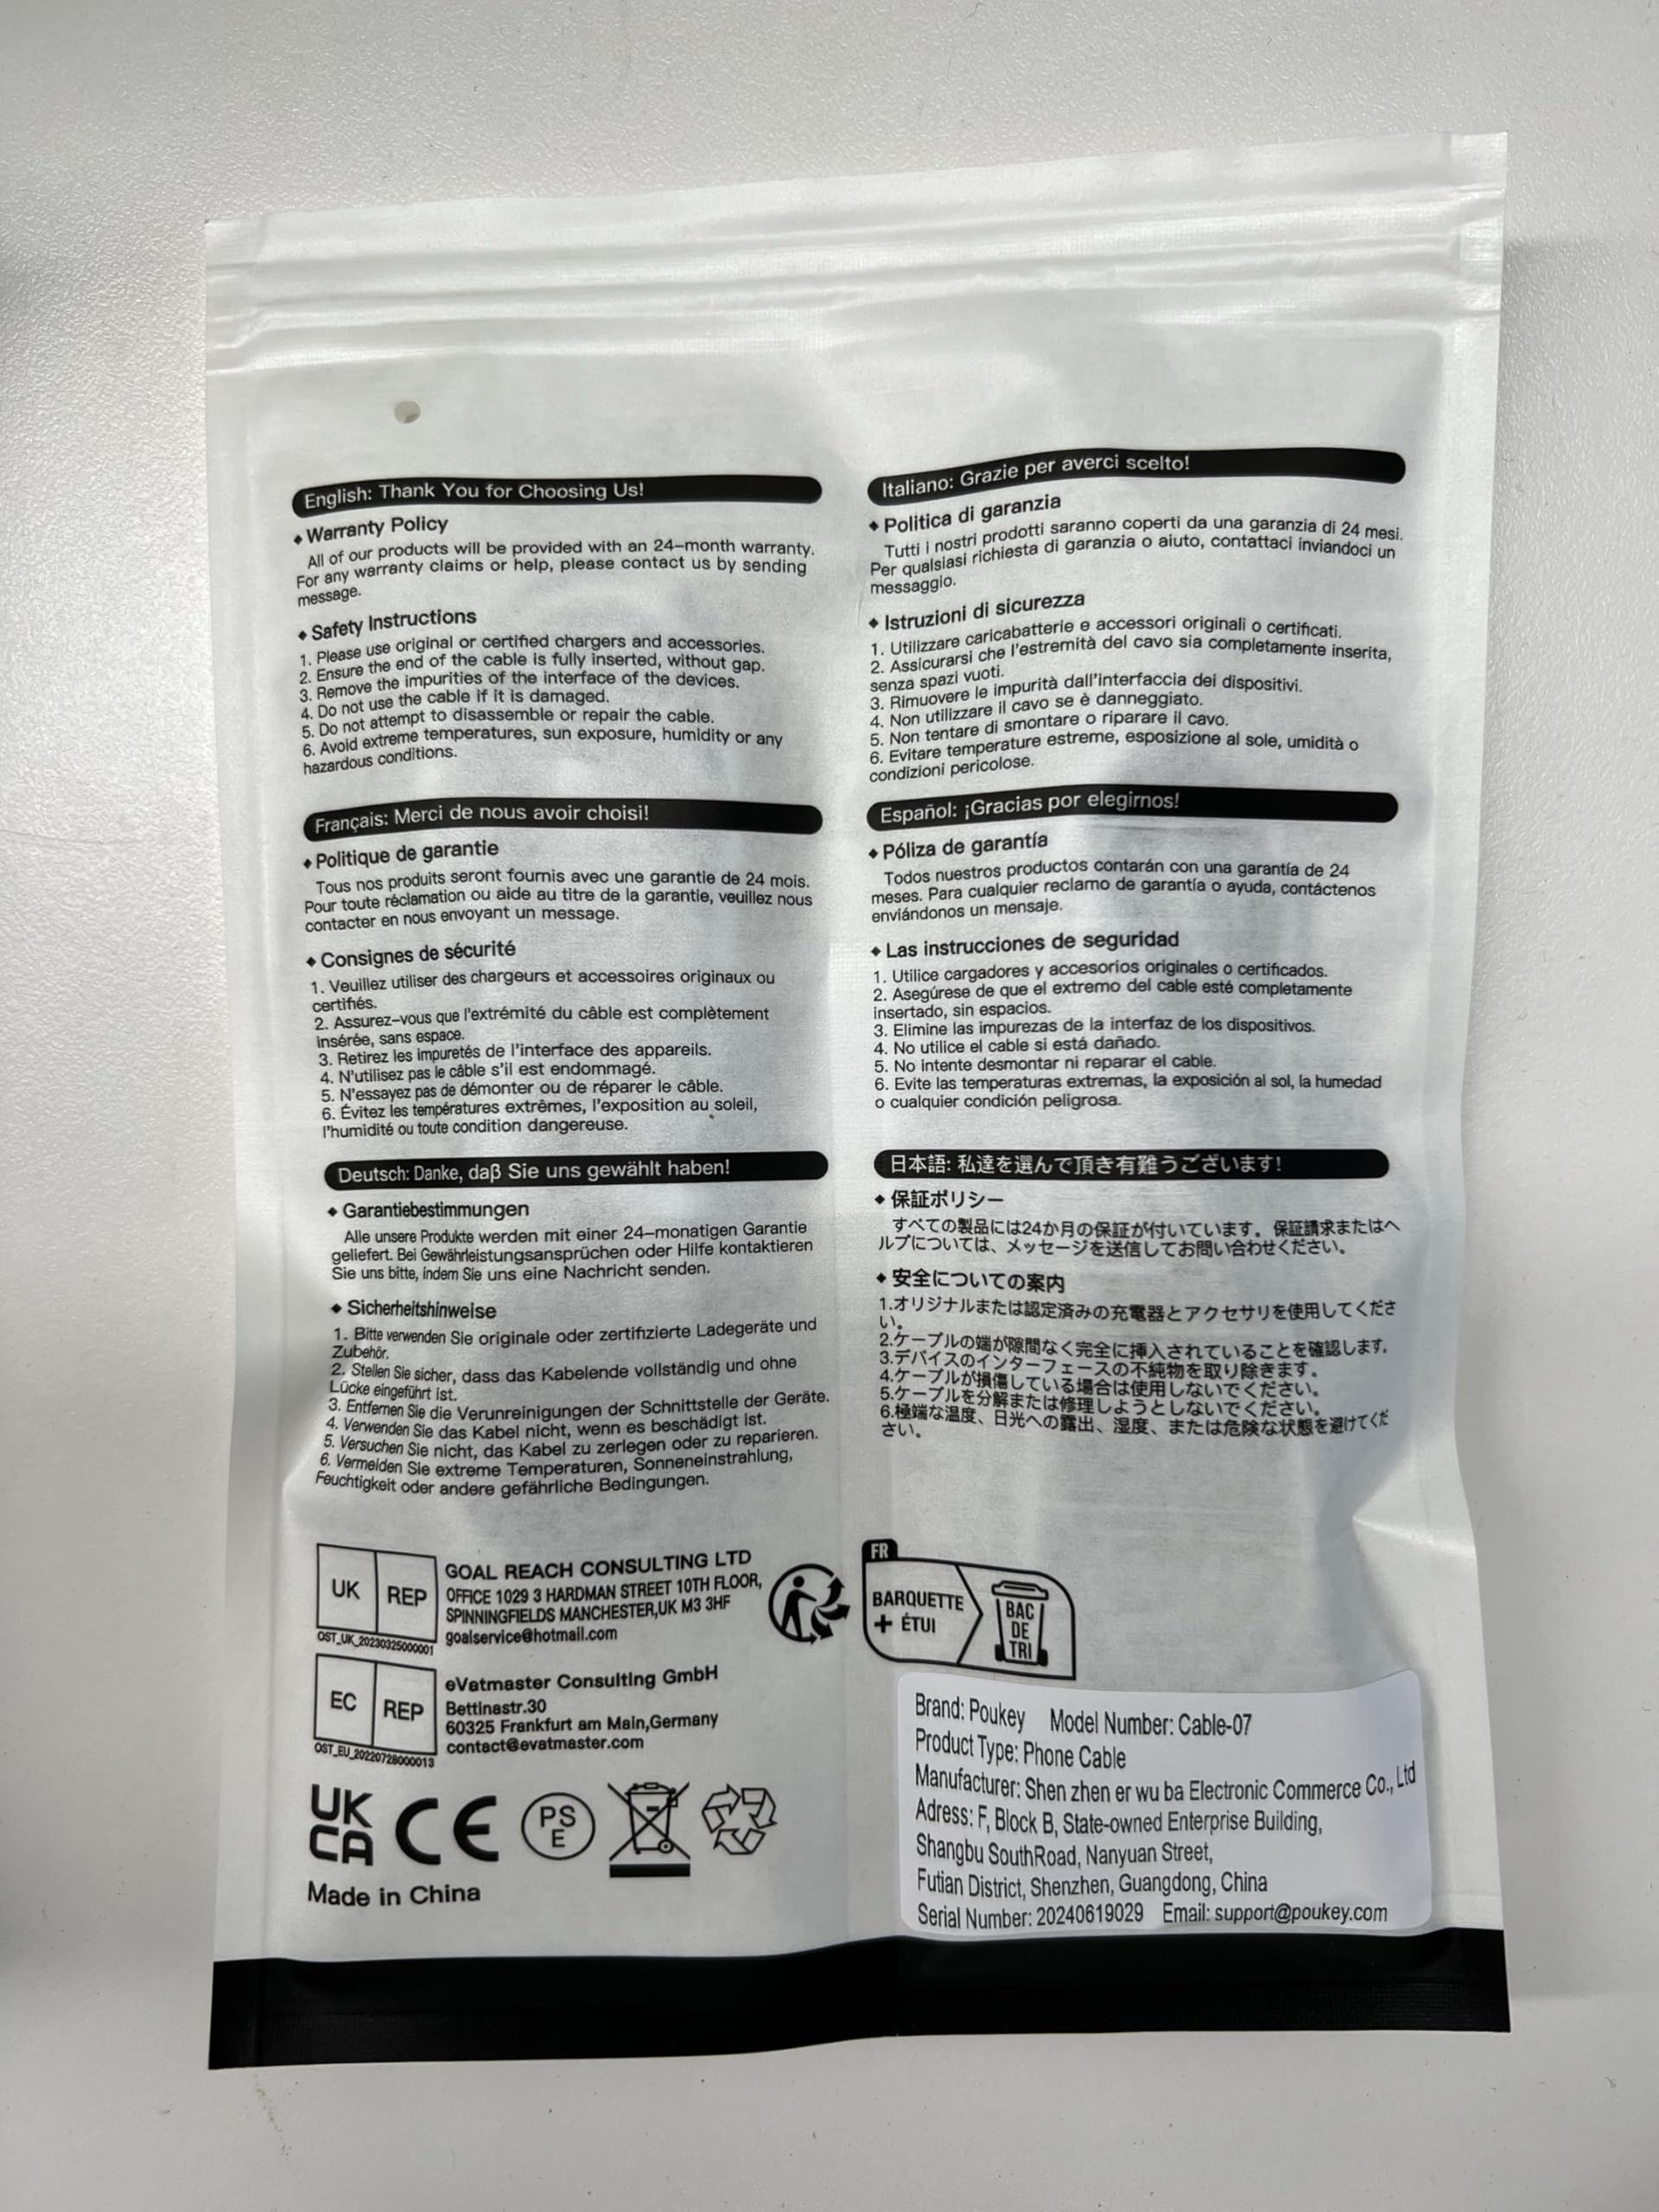 English: Thank You for Choosing Us!
◆ Warranty Policy
All of our products will be provided with an 24-month warranty.
For any warranty claims or help, please contact us by sending
message.
◆ Safety Instructions
1. Please use original or certified chargers and accessories.
2. Ensure the end of the cable is fully inserted, without gap.
3. Remove the impurities of the interface of the devices.
4. Do not use the cable if it is damaged.
5. Do not attempt to disassemble or repair the cable.
6. Avoid extreme temperatures, sun exposure, humidity or any
hazardous conditions.
Français: Merci de nous avoir choisi!
◆ Politique de garantie
Tous nos produits seront fournis avec une garantie de 24 mois.
Pour toute réclamation ou aide au titre de la garantie, veuillez nous
contacter en nous envoyant un message.
◆ Consignes de sécurité
1. Veuillez utiliser des chargeurs et accessoires originaux ou
certifiés.
2. Assurez-vous que l'extrémité du câble est complètement
insérée, sans espace.
3. Retirez les impuretés de l'interface des appareils.
4. N'utilisez pas le câble s'il est endommagé.
5. N'essayez pas de démonter ou de réparer le câble.
6. Évitez les températures extrêmes, l'exposition au soleil,
l'humidité ou toute condition dangereuse.
Deutsch: Danke, daβ Sie uns gewählt haben!
◆ Garantiebestimmungen
Alle unsere Produkte werden mit einer 24-monatigen Garantie
geliefert. Bei Gewährleistungsansprüchen oder Hilfe kontaktieren
Sie uns bitte, indem Sie uns eine Nachricht senden.
◆ Sicherheitshinweise
1. Bitte verwenden Sie originale oder zertifizierte Ladegeräte und
Zubehör.
2. Stellen Sie sicher, dass das Kabelende vollständig und ohne
Lücke eingeführt ist.
3. Entfernen Sie die Verunreinigungen der Schnittstelle der Geräte.
4. Verwenden Sie das Kabel nicht, wenn es beschädigt ist.
5. Versuchen Sie nicht, das Kabel zu zerlegen oder zu reparieren.
6. Vermeiden Sie extreme Temperaturen, Sonneneinstrahlung,
Feuchtigkeit oder andere gefährliche Bedingungen.
Italiano: Grazie per averci scelto!
◆ Politica di garanzia
Tutti i nostri prodotti saranno coperti da una garanzia di 24 mesi.
Per qualsiasi richiesta di garanzia o aiuto, contattaci inviandoci un
messaggio.
◆ Istruzioni di sicurezza
1. Utilizzare caricabatterie e accessori originali o certificati.
2. Assicurarsi che l'estremità del cavo sia completamente inserita,
senza spazi vuoti.
3. Rimuovere le impurità dall'interfaccia dei dispositivi.
4. Non utilizzare il cavo se è danneggiato.
5. Non tentare di smontare o riparare il cavo.
6. Evitare temperature estreme, esposizione al sole, umidità o
condizioni pericolose.
Español: ¡Gracias por elegirnos!
◆ Póliza de garantía
Todos nuestros productos contarán con una garantía de 24
meses. Para cualquier reclamo de garantía o ayuda, contáctenos
enviándonos un mensaje.
◆ Las instrucciones de seguridad
1. Utilice cargadores y accesorios originales o certificados.
2. Asegúrese de que el extremo del cable esté completamente
insertado, sin espacios.
3. Elimine las impurezas de la interfaz de los dispositivos.
4. No utilice el cable si está dañado.
5. No intente desmontar ni reparar el cable.
6. Evite las temperaturas extremas, la exposición al sol, la humedad
o cualquier condición peligrosa.
日本語: 私達を選んで頂き有難うございます!
◆ 保証ポリシー
すべての製品には24か月の保証が付いています。保証請求またはヘ
ルプについては、メッセージを送信してお問い合わせください。
◆ 安全についての案内
1.オリジナルまたは認定済みの充電器とアクセサリを使用してくださ
い。
2.ケーブルの端が隙間なく完全に挿入されていることを確認します。
3.デバイスのインターフェースの不純物を取り除きます。
4.ケーブルが損傷している場合は使用しないでください。
5.ケーブルを分解または修理しようとしないでください。
6.極端な温度、日光への露出、湿度、または危険な状態を避けてくだ
さい。
UK REP
OST_UK_20230325000001
GOAL REACH CONSULTING LTD
OFFICE 1029 3 HARDMAN STREET 10TH FLOOR,
SPINNINGFIELDS MANCHESTER,UK M3 3HF
goalservice@hotmail.com
EC REP
OST_EU_20220728000013
eVatmaster Consulting GmbH
Bettinastr.30
60325 Frankfurt am Main,Germany
contact@evatmaster.com
FR
BARQUETTE
+ ÉTUI
BAC
DE
TRI
UK
CA
CE
PS
E
Made in China
Brand: Poukey Model Number: Cable-07
Product Type: Phone Cable
Manufacturer: Shen zhen er wu ba Electronic Commerce Co., Ltd
Adress: F, Block B, State-owned Enterprise Building,
Shangbu SouthRoad, Nanyuan Street,
Futian District, Shenzhen, Guangdong, China
Serial Number: 20240619029 Email: support@poukey.com